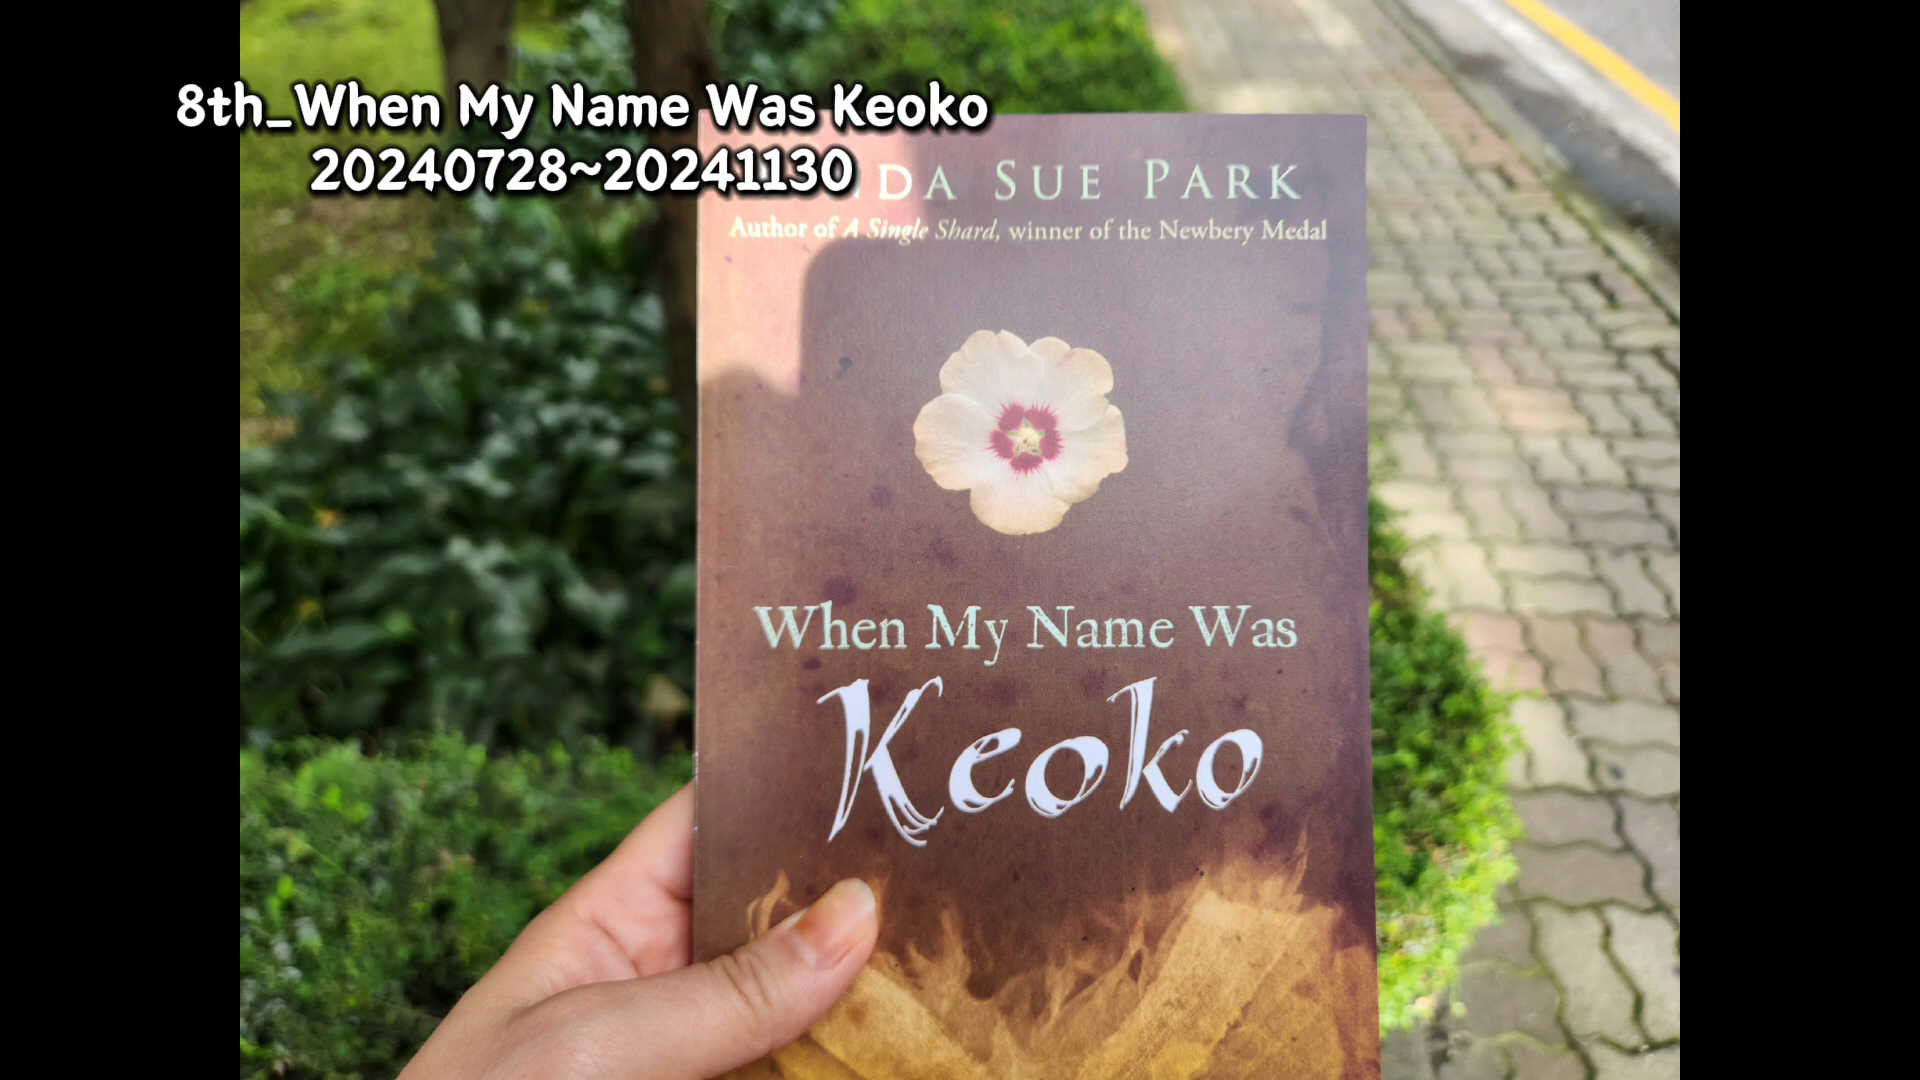 8th_When My Name Was Keoko
20240728~20241130
DA SUE PARK
Author of A Single Shard, winner of the Newbery Medal
When My Name Was
Keoko